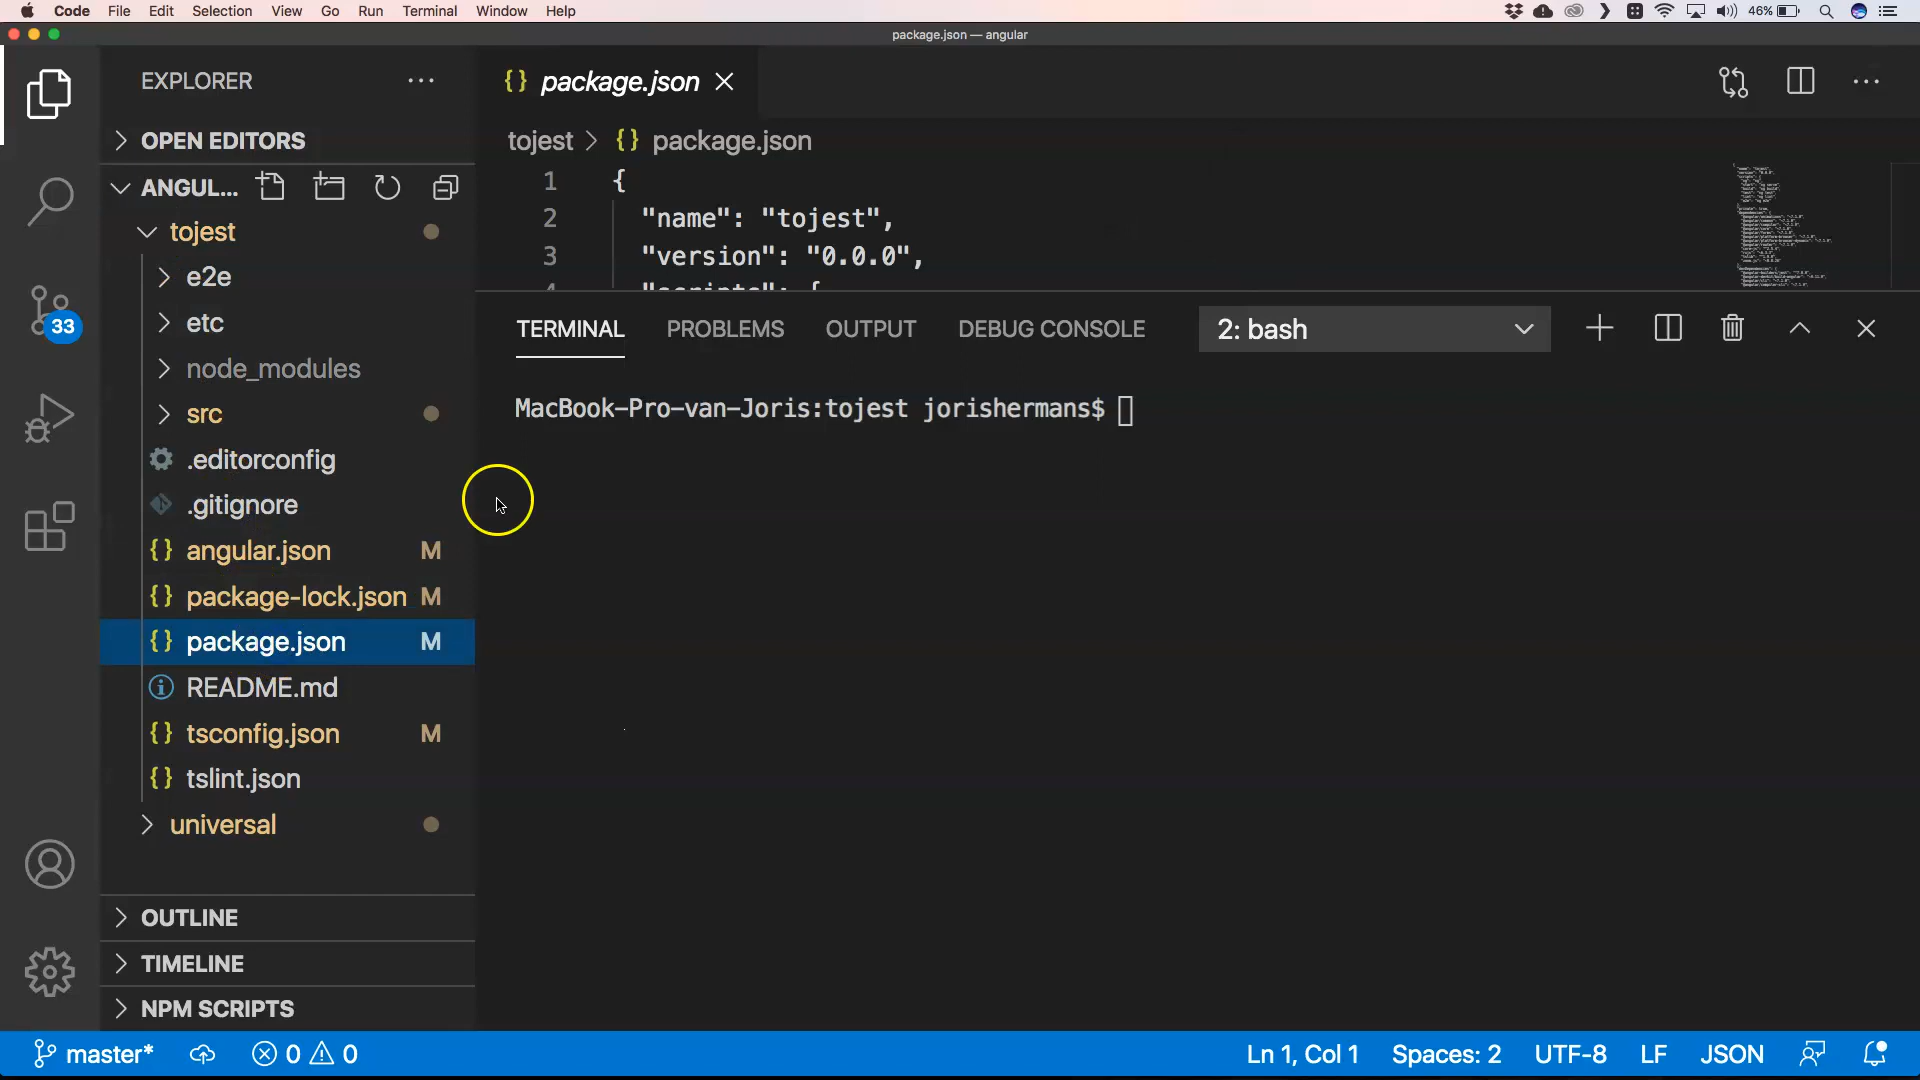 Code File Edit Selection View Go Run Terminal Window Help 46%
package.json — angular
EXPLORER
OPEN EDITORS
ANGUL...
tojest
e2e
etc
node_modules
src
.editorconfig
.gitignore
angular.json M
package-lock.json M
package.json M
README.md
tsconfig.json M
tslint.json
universal
OUTLINE
TIMELINE
NPM SCRIPTS
33
package.json
tojest > {} package.json
1 {
2 "name": "tojest",
3 "version": "0.0.0",
4 "scripts": {
TERMINAL PROBLEMS OUTPUT DEBUG CONSOLE 2: bash
MacBook-Pro-van-Joris:tojest jorishermans$
master* 0 0 Ln 1, Col 1 Spaces: 2 UTF-8 LF JSON